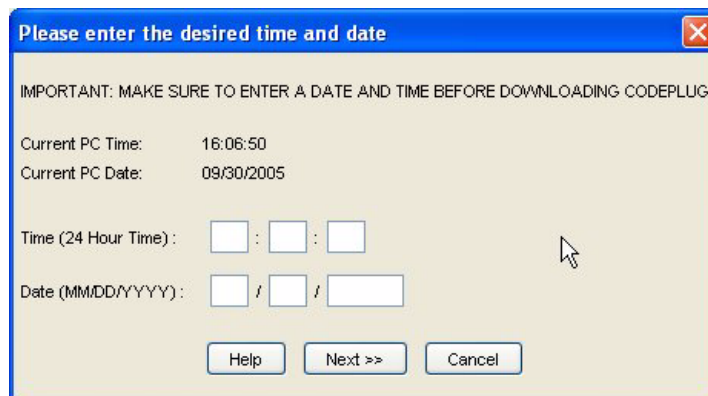 Please enter the desired time and date
IMPORTANT: MAKE SURE TO ENTER A DATE AND TIME BEFORE DOWNLOADING CODEPLUG
Current PC Time: 16:06:50
Current PC Date: 09/30/2005
Time (24 Hour Time) : : :
Date (MM/DD/YYYY) : / /
Help Next >> Cancel